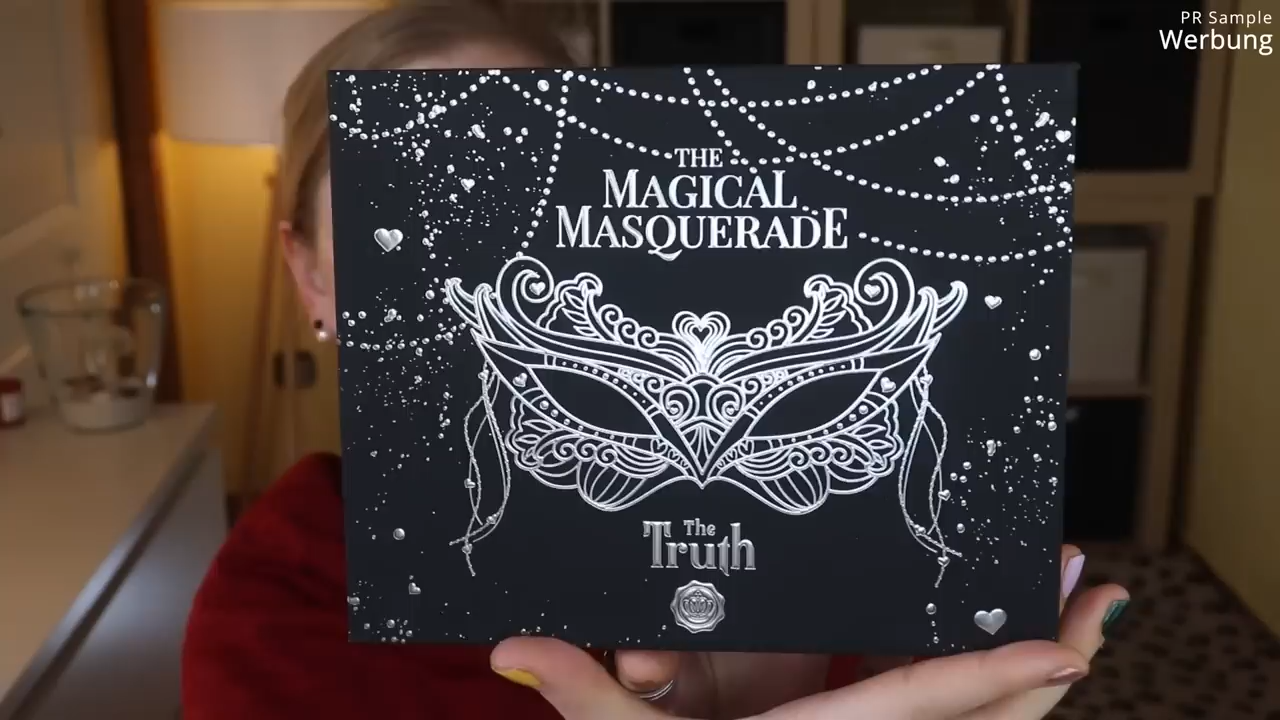 PR Sample
Werbung
THE
MAGICAL
MASQUERADE
The
Truth